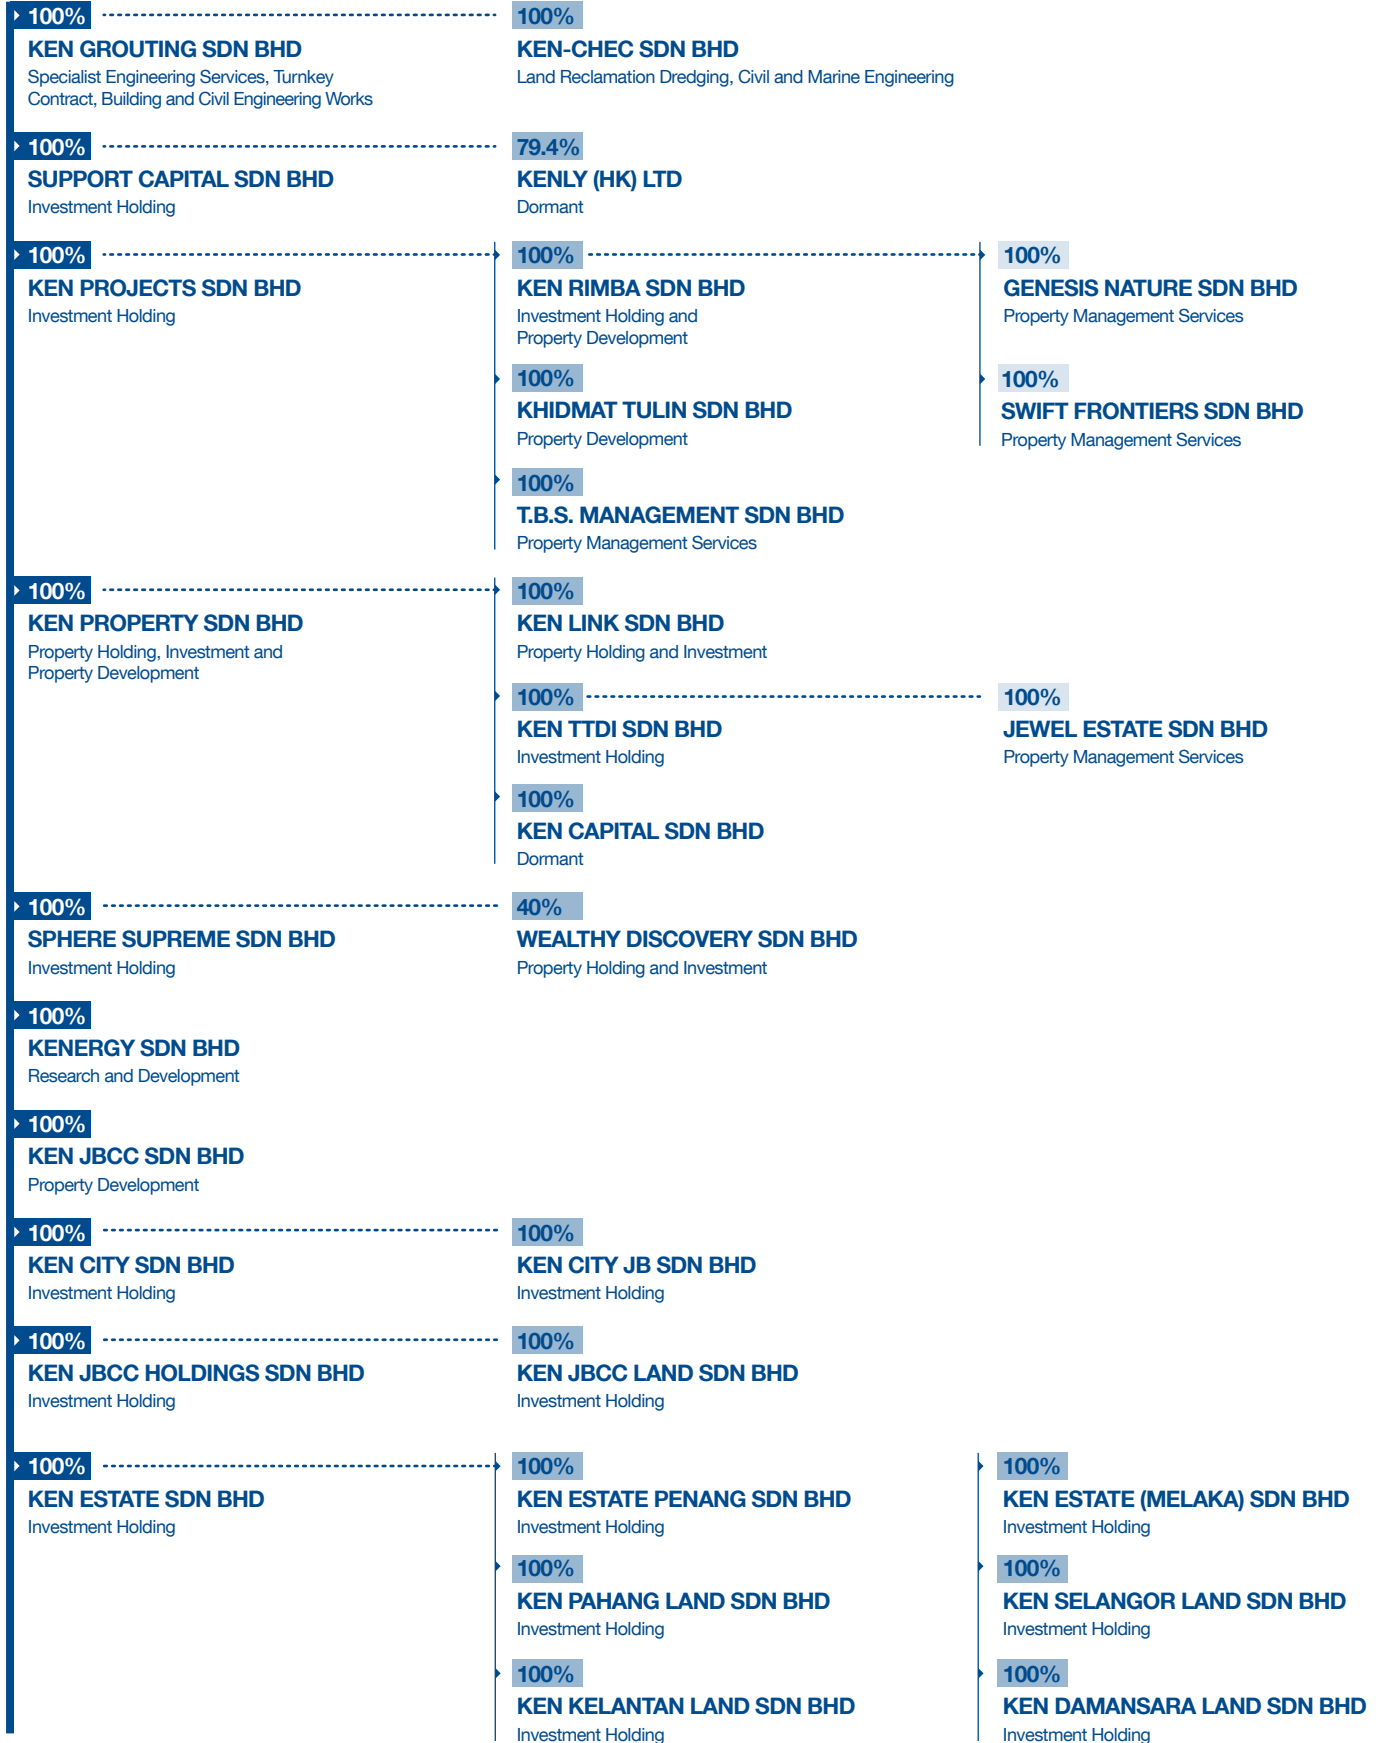 100%
KEN GROUTING SDN BHD
Specialist Engineering Services, Turnkey
Contract, Building and Civil Engineering Works
100%
KEN-CHEC SDN BHD
Land Reclamation Dredging, Civil and Marine Engineering
100%
SUPPORT CAPITAL SDN BHD
Investment Holding
79.4%
KENLY (HK) LTD
Dormant
100%
KEN PROJECTS SDN BHD
Investment Holding
100%
KEN RIMBA SDN BHD
Investment Holding and
Property Development
100%
GENESIS NATURE SDN BHD
Property Management Services
100%
KHIDMAT TULIN SDN BHD
Property Development
100%
SWIFT FRONTIERS SDN BHD
Property Management Services
100%
T.B.S. MANAGEMENT SDN BHD
Property Management Services
100%
KEN PROPERTY SDN BHD
Property Holding, Investment and
Property Development
100%
KEN LINK SDN BHD
Property Holding and Investment
100%
KEN TTDI SDN BHD
Investment Holding
100%
JEWEL ESTATE SDN BHD
Property Management Services
100%
KEN CAPITAL SDN BHD
Dormant
100%
SPHERE SUPREME SDN BHD
Investment Holding
40%
WEALTHY DISCOVERY SDN BHD
Property Holding and Investment
100%
KENERGY SDN BHD
Research and Development
100%
KEN JBCC SDN BHD
Property Development
100%
KEN CITY SDN BHD
Investment Holding
100%
KEN CITY JB SDN BHD
Investment Holding
100%
KEN JBCC HOLDINGS SDN BHD
Investment Holding
100%
KEN JBCC LAND SDN BHD
Investment Holding
100%
KEN ESTATE SDN BHD
Investment Holding
100%
KEN ESTATE PENANG SDN BHD
Investment Holding
100%
KEN ESTATE (MELAKA) SDN BHD
Investment Holding
100%
KEN PAHANG LAND SDN BHD
Investment Holding
100%
KEN SELANGOR LAND SDN BHD
Investment Holding
100%
KEN KELANTAN LAND SDN BHD
Investment Holding
100%
KEN DAMANSARA LAND SDN BHD
Investment Holding